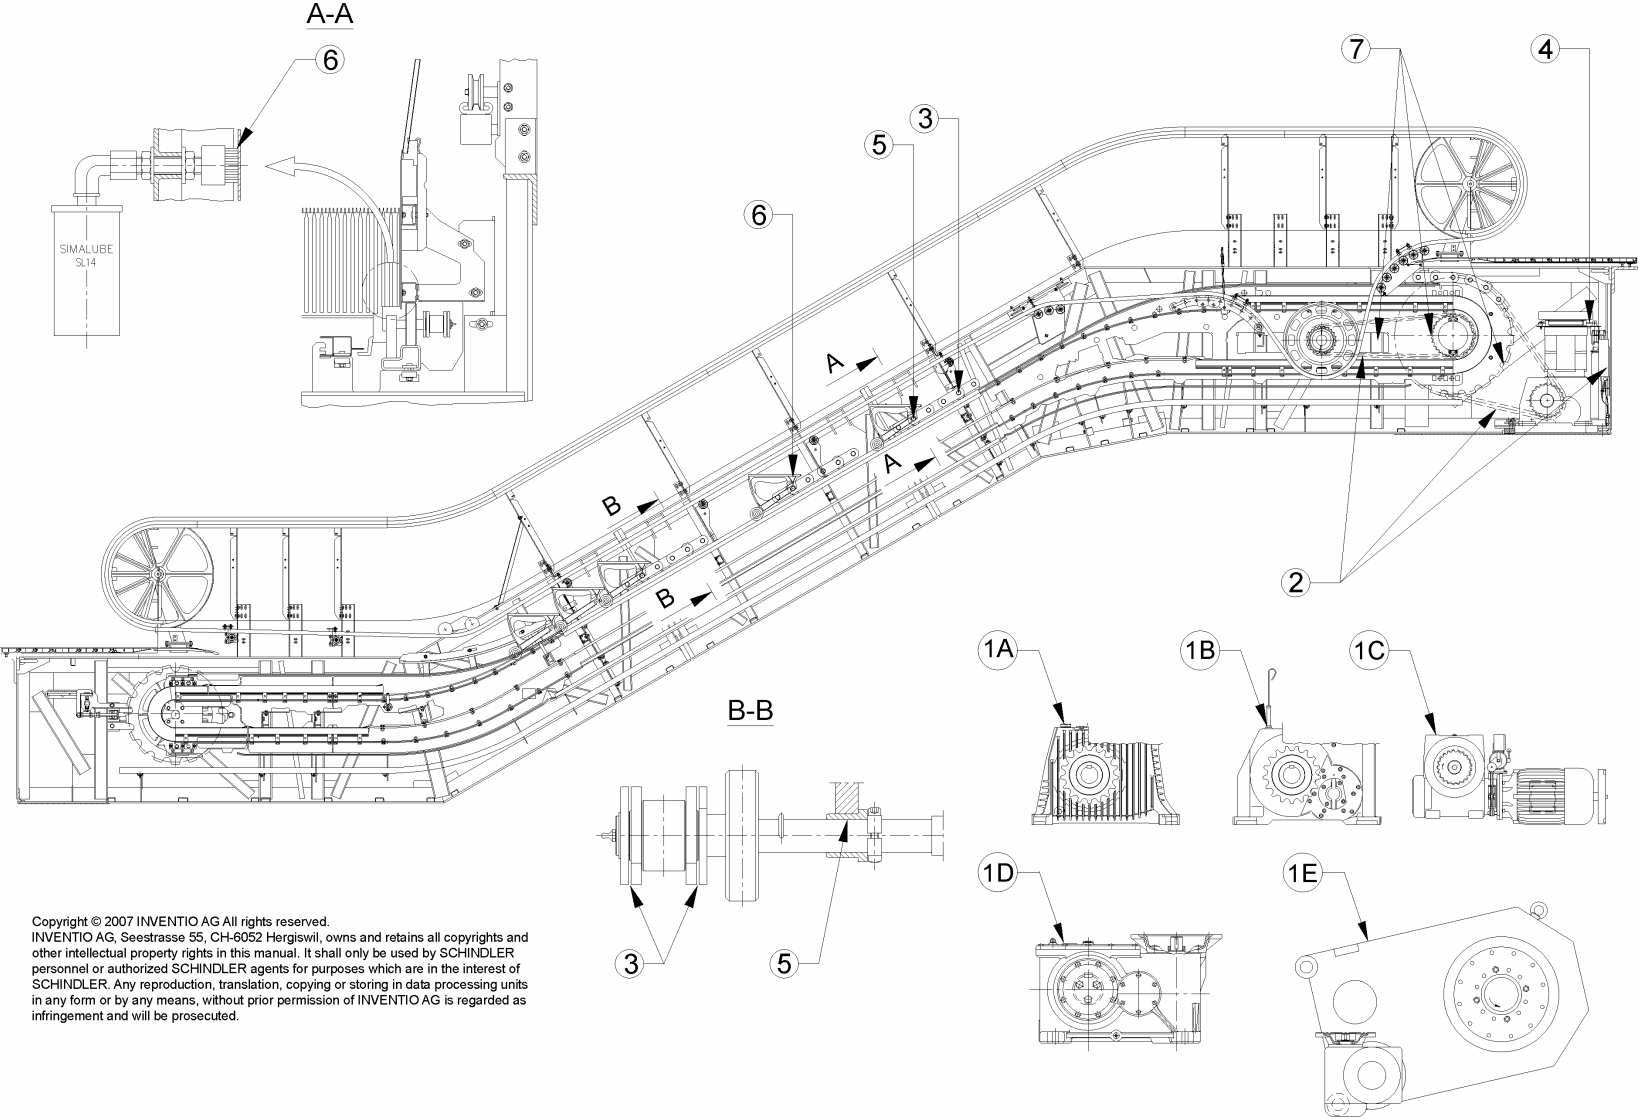 A-A
6
7
4
3
5
6
SIMALUBE
SL14
A
A
B
B
2
1A
1B
1C
B-B
1D
1E
3
5
Copyright © 2007 INVENTIO AG All rights reserved.
INVENTIO AG, Seestrasse 55, CH-6052 Hergiswil, owns and retains all copyrights and
other intellectual property rights in this manual. It shall only be used by SCHINDLER
personnel or authorized SCHINDLER agents for purposes which are in the interest of
SCHINDLER. Any reproduction, translation, copying or storing in data processing units
in any form or by any means, without prior permission of INVENTIO AG is regarded as
infringement and will be prosecuted.